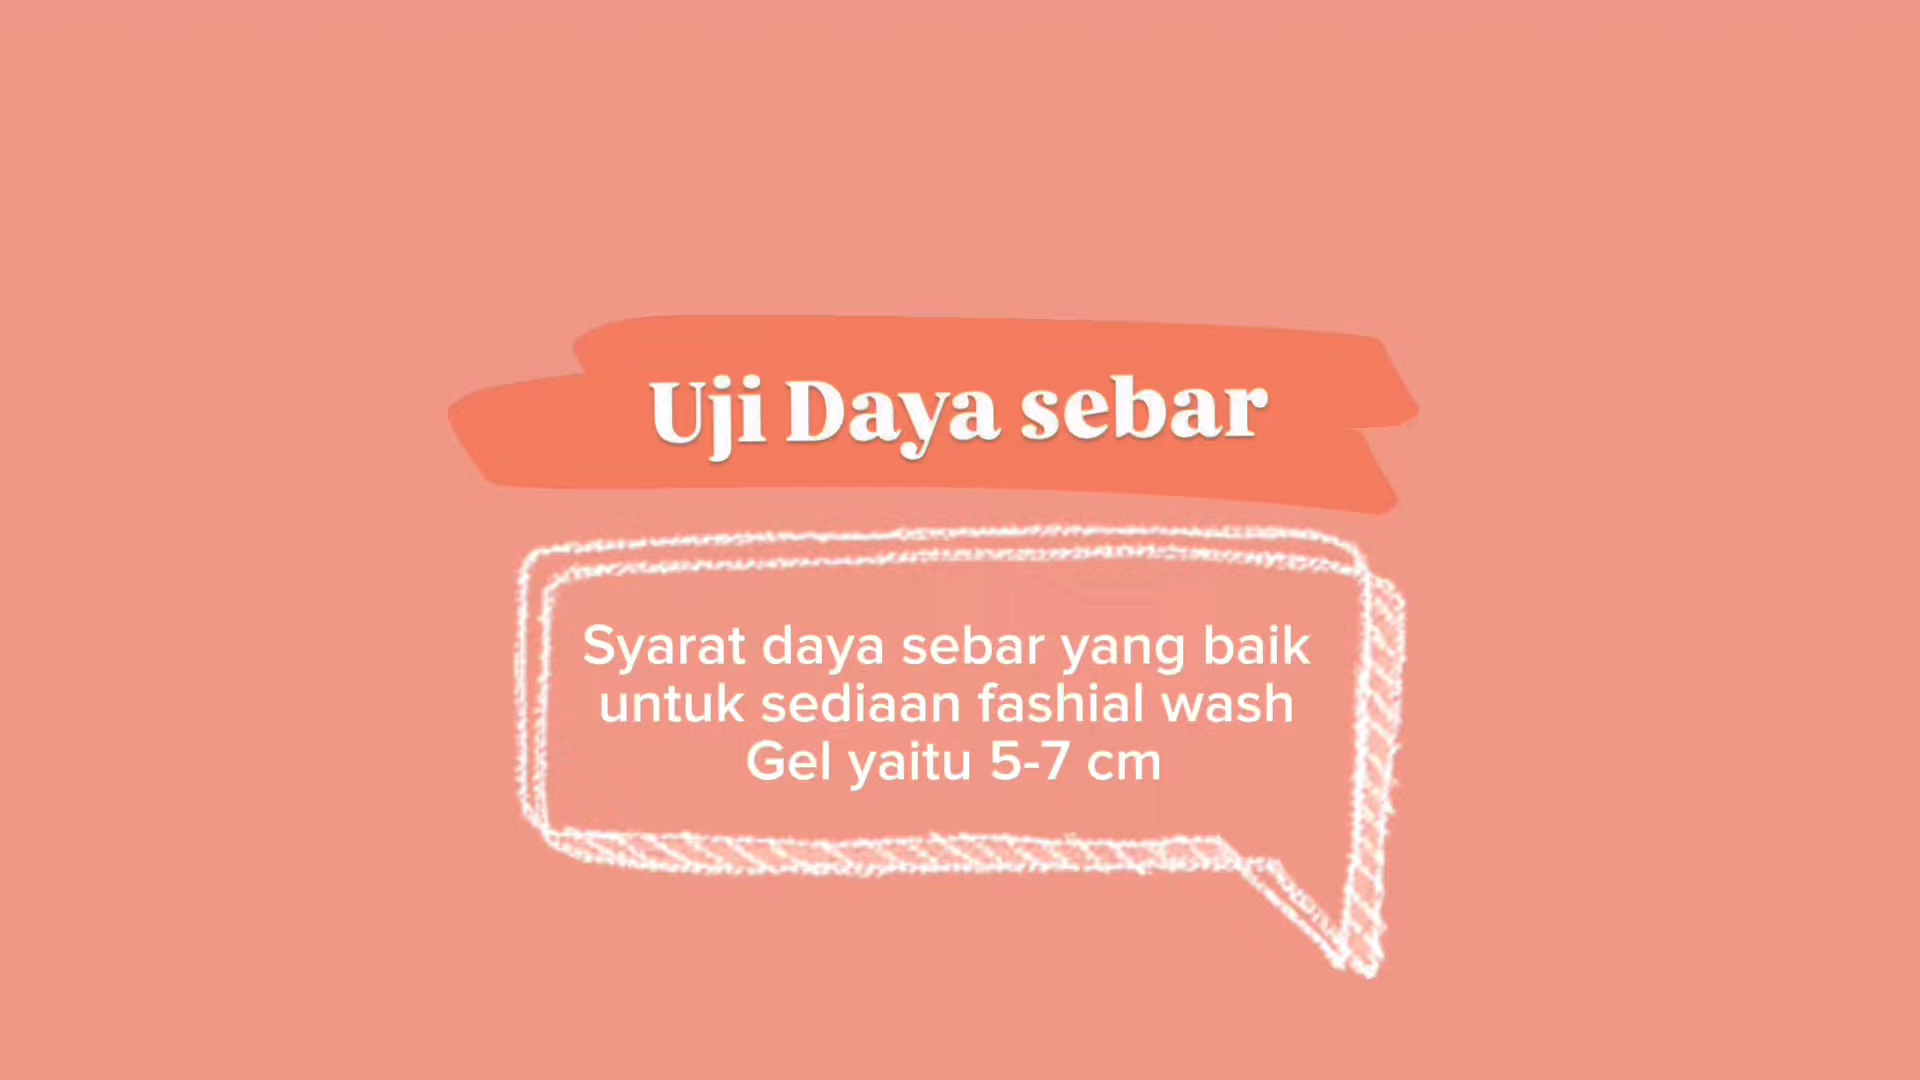 Uji Daya sebar
Syarat daya sebar yang baik
untuk sediaan fashial wash
Gel yaitu 5-7 cm